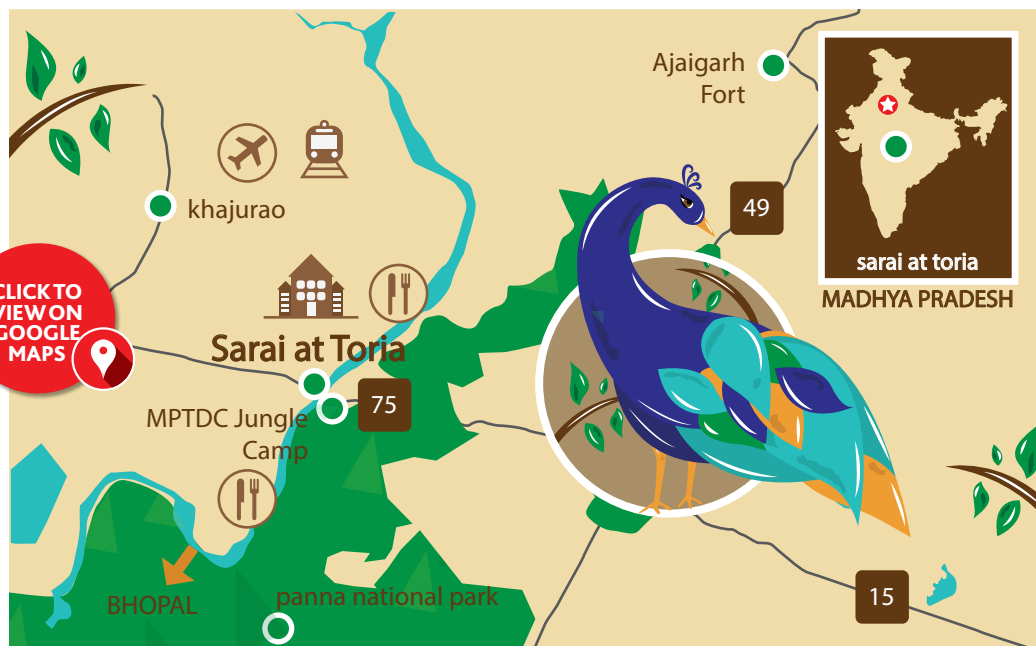 Ajaigarh
Fort
49
sarai at toria
MADHYA PRADESH
khajurao
CLICK TO
VIEW ON
GOOGLE
MAPS
Sarai at Toria
75
MPTDC Jungle
Camp
BHOPAL
panna national park
15